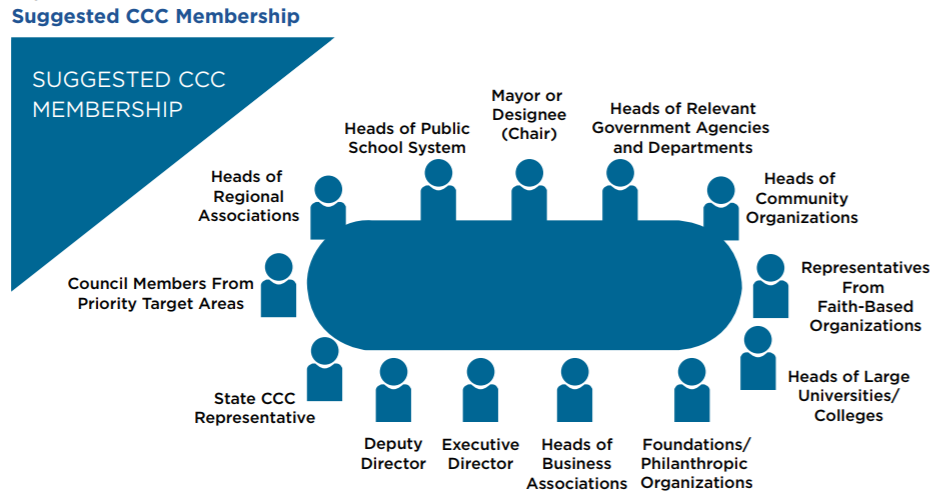 Suggested CCC Membership
SUGGESTED CCC
MEMBERSHIP
Mayor or
Designee
(Chair)
Heads of Public
School System
Heads of Relevant
Government Agencies
and Departments
Heads of
Regional
Associations
Heads of
Community
Organizations
Council Members From
Priority Target Areas
Representatives
From
Faith-Based
Organizations
State CCC
Representative
Heads of Large
Universities/
Colleges
Deputy
Director
Executive
Director
Heads of
Business
Associations
Foundations/
Philanthropic
Organizations